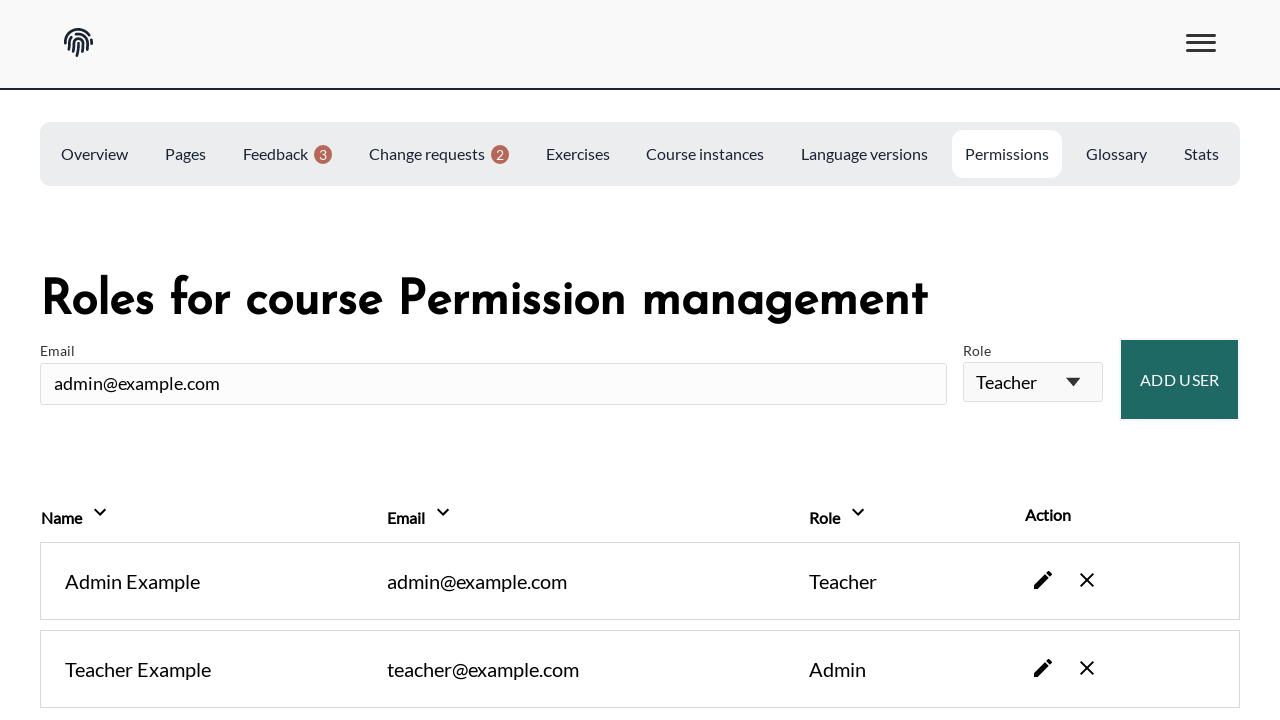 Overview Pages Feedback 3 Change requests 2 Exercises Course instances Language versions Permissions Glossary Stats
Roles for course Permission management
Email Role
admin@example.com Teacher ADD USER
Name Email Role Action
Admin Example admin@example.com Teacher
Teacher Example teacher@example.com Admin